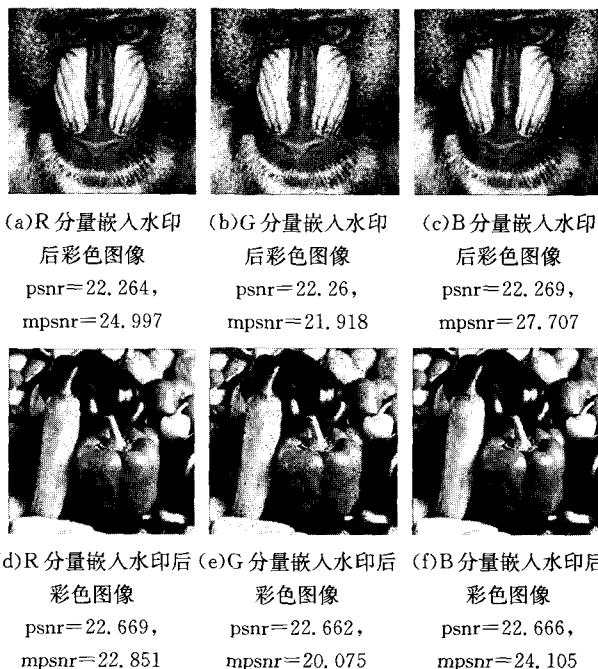 (a)R 分量嵌入水印
后彩色图像
psnr=22.264,
mpsnr=24.997
(b)G 分量嵌入水印
后彩色图像
psnr=22.26,
mpsnr=21.918
(c)B 分量嵌入水印
后彩色图像
psnr=22.269,
mpsnr=27.707
d)R 分量嵌入水印后
彩色图像
psnr=22.669,
mpsnr=22.851
(e)G 分量嵌入水印后
彩色图像
psnr=22.662,
mpsnr=20.075
(f)B 分量嵌入水印后
彩色图像
psnr=22.666,
mpsnr=24.105